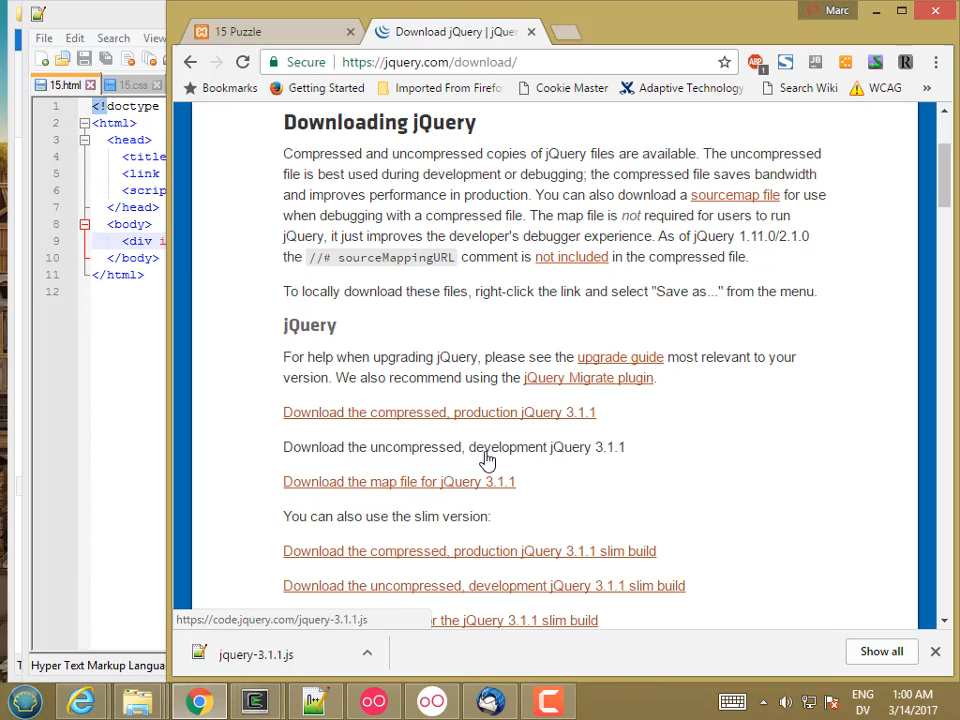 Marc
15 Puzzle
Download jQuery | jQuer
File Edit Search View
Secure https://jquery.com/download/
1
Bookmarks Getting Started Imported From Firefo Cookie Master Adaptive Technology Search Wiki WCAG »
15.html 15.css
1 <!doctype
2 <html>
3 <head>
4 <title
5 <link
6 <scrip
7 </head>
8 <body>
9 <div i
10 </body>
11 </html>
12
Downloading jQuery
Compressed and uncompressed copies of jQuery files are available. The uncompressed
file is best used during development or debugging; the compressed file saves bandwidth
and improves performance in production. You can also download a sourcemap file for use
when debugging with a compressed file. The map file is not required for users to run
jQuery, it just improves the developer's debugger experience. As of jQuery 1.11.0/2.1.0
the //# sourceMappingURL comment is not included in the compressed file.
To locally download these files, right-click the link and select "Save as..." from the menu.
jQuery
For help when upgrading jQuery, please see the upgrade guide most relevant to your
version. We also recommend using the jQuery Migrate plugin.
Download the compressed, production jQuery 3.1.1
Download the uncompressed, development jQuery 3.1.1
Download the map file for jQuery 3.1.1
You can also use the slim version:
Download the compressed, production jQuery 3.1.1 slim build
Download the uncompressed, development jQuery 3.1.1 slim build
https://code.jquery.com/jquery-3.1.1.js
or the jQuery 3.1.1 slim build
jquery-3.1.1.js
Show all
Hyper Text Markup Langua
ENG
DV
1:00 AM
3/14/2017